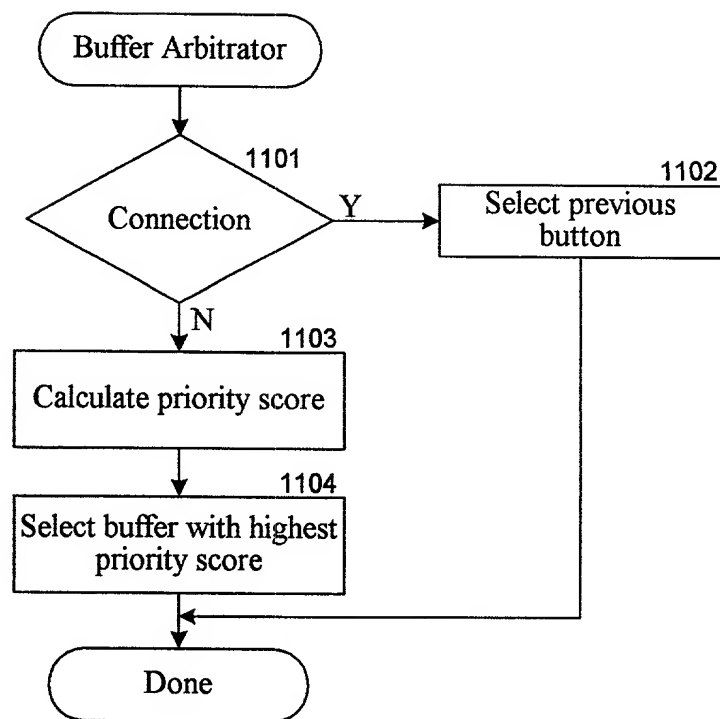 Buffer Arbitrator
1101
Connection
Y
1102
Select previous
button
N
1103
Calculate priority score
1104
Select buffer with highest
priority score
Done